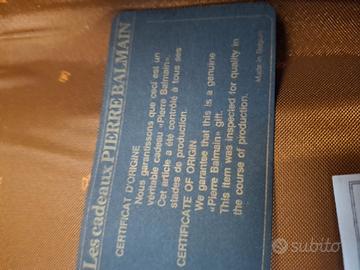 Les cadeaux PIERRE BALMAIN
CERTIFICAT D'ORIGINE
Nous garantissons que ceci est un
véritable cadeau «Pierre Balmain».
Cet article a été contrôlé à tous ses
stades de production.
CERTIFICATE OF ORIGIN
We garantee that this is a genuine
«Pierre Balmain» gift.
This item was inspected for quality in
the course of production.
Made in Belgium
subito